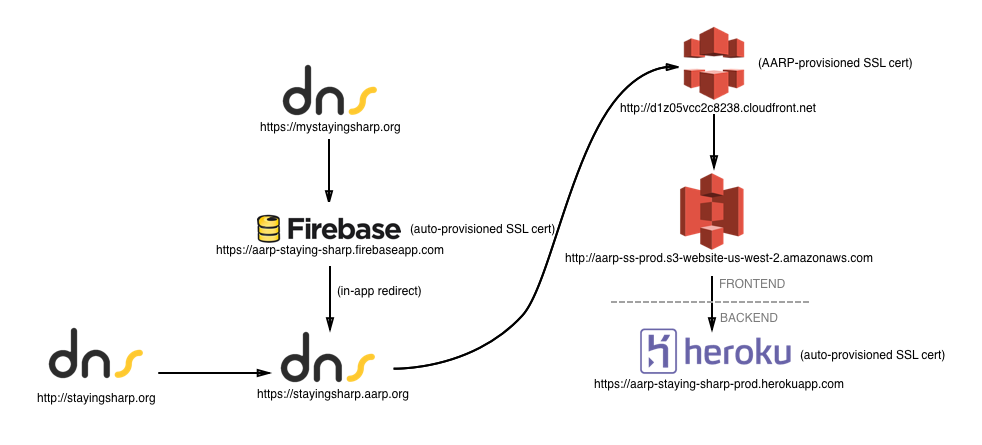 dns
https://mystayingsharp.org
Firebase (auto-provisioned SSL cert)
https://aarp-staying-sharp.firebaseapp.com
(in-app redirect)
dns
http://stayingsharp.org
dns
https://stayingsharp.aarp.org
(AARP-provisioned SSL cert)
http://d1z05vcc2c8238.cloudfront.net
http://aarp-ss-prod.s3-website-us-west-2.amazonaws.com
FRONTEND
BACKEND
heroku (auto-provisioned SSL cert)
https://aarp-staying-sharp-prod.herokuapp.com